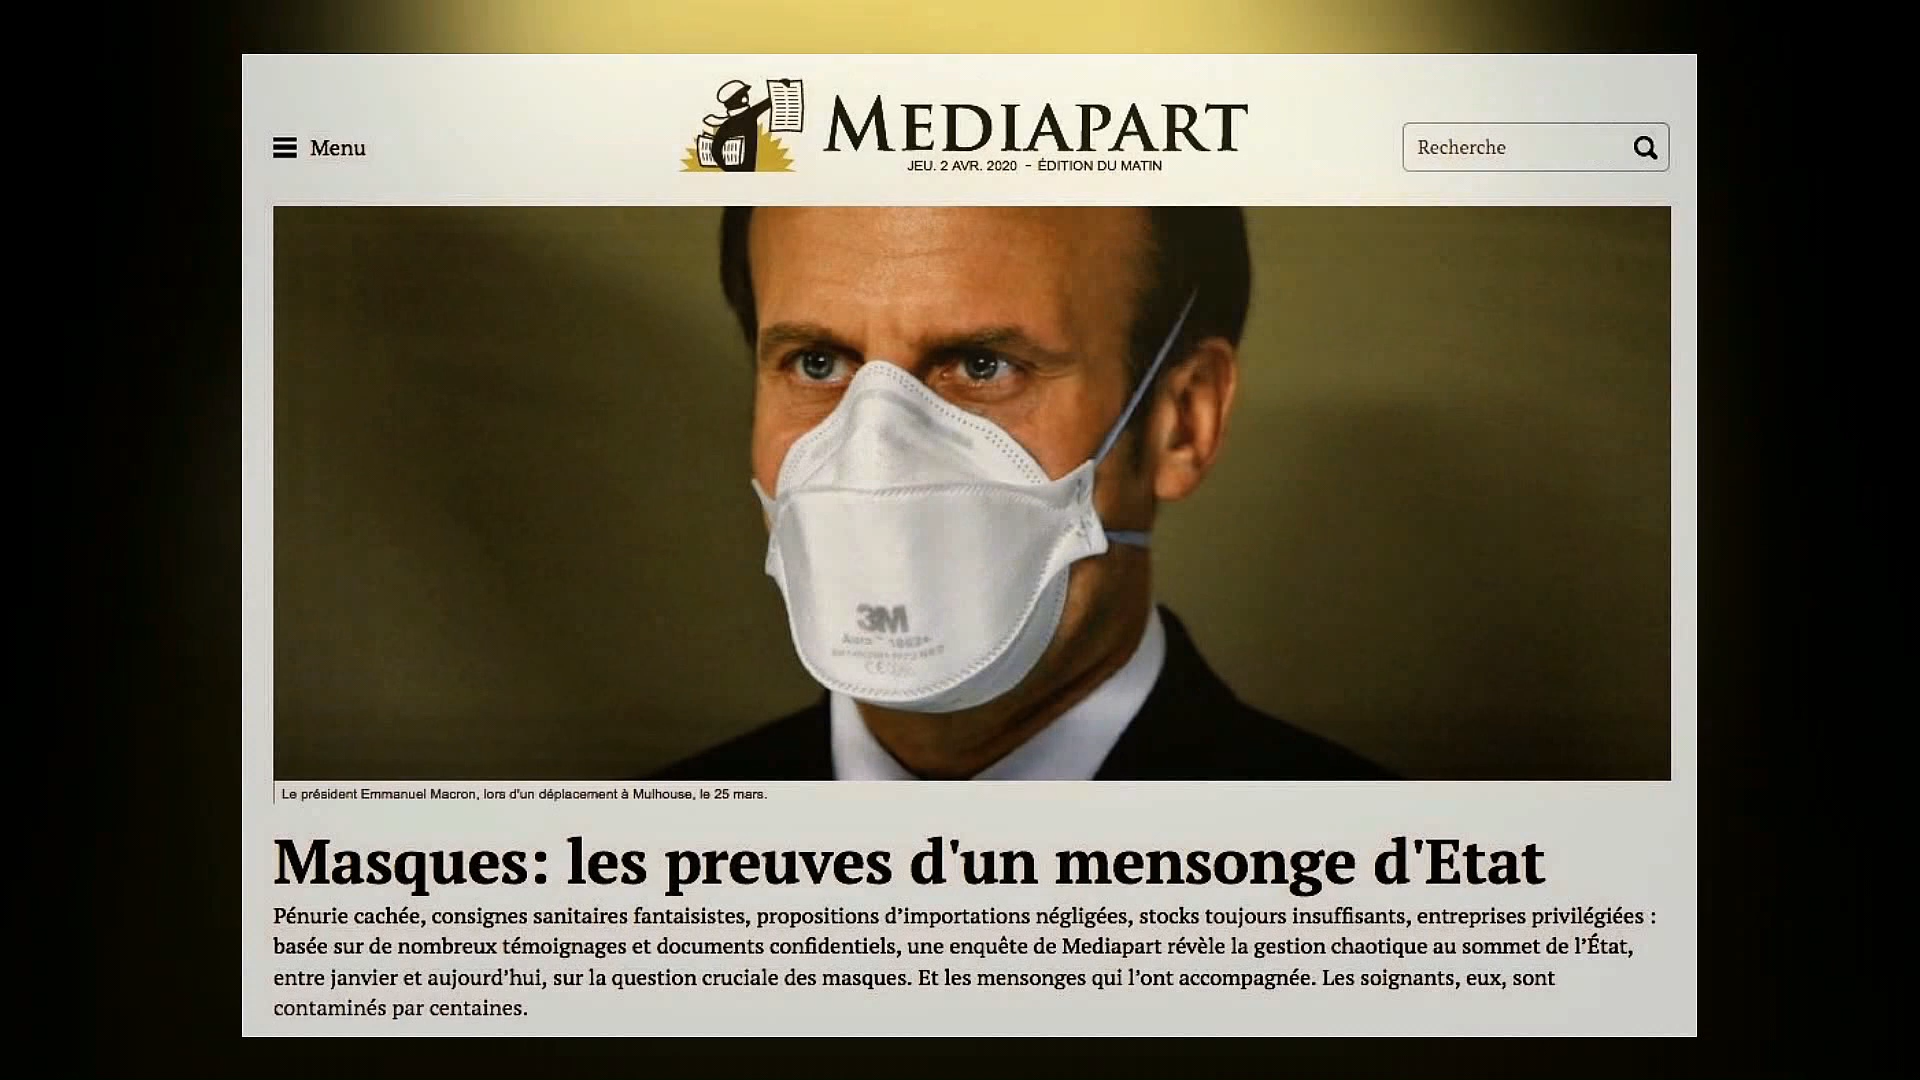 Menu
MEDIAPART
JEU. 2 AVR. 2020 - ÉDITION DU MATIN
Recherche
3M
Le président Emmanuel Macron, lors d'un déplacement à Mulhouse, le 25 mars.
Masques: les preuves d'un mensonge d'Etat
Pénurie cachée, consignes sanitaires fantaisistes, propositions d’importations négligées, stocks toujours insuffisants, entreprises privilégiées :
basée sur de nombreux témoignages et documents confidentiels, une enquête de Mediapart révèle la gestion chaotique au sommet de l’État,
entre janvier et aujourd’hui, sur la question cruciale des masques. Et les mensonges qui l’ont accompagnée. Les soignants, eux, sont
contaminés par centaines.